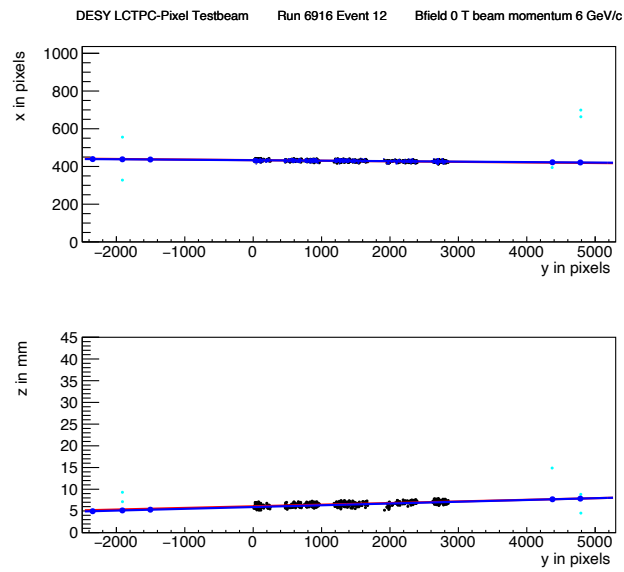 DESY LCTPC-Pixel Testbeam Run 6916 Event 12 Bfield 0 T beam momentum 6 GeV/c
x in pixels
1000
800
600
400
200
0
−2000 −1000 0 1000 2000 3000 4000 5000
y in pixels
z in mm
45
40
35
30
25
20
15
10
5
0
−2000 −1000 0 1000 2000 3000 4000 5000
y in pixels